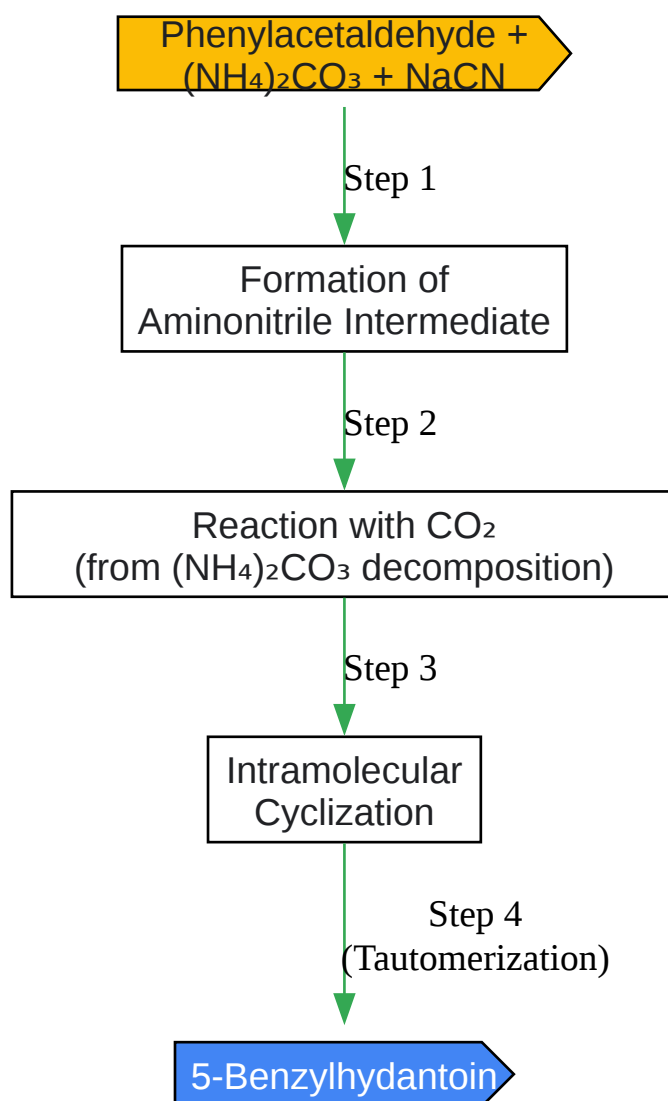 Phenylacetaldehyde +
(NH₄)₂CO₃ + NaCN
Step 1
Formation of
Aminonitrile Intermediate
Step 2
Reaction with CO₂
(from (NH₄)₂CO₃ decomposition)
Step 3
Intramolecular
Cyclization
Step 4
(Tautomerization)
5-Benzylhydantoin